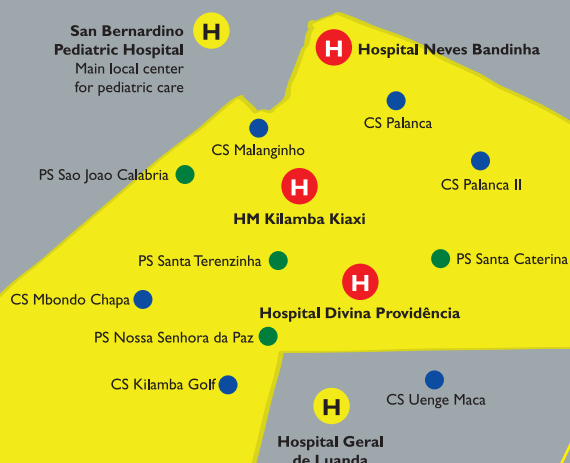 San Bernardino
Pediatric Hospital
Main local center
for pediatric care
H
H
Hospital Neves Bandinha
CS Palanca
CS Malanginho
CS Palanca II
PS Sao Joao Calabria
H
HM Kilamba Kiaxi
PS Santa Terenzinha
PS Santa Caterina
H
Hospital Divina Providência
CS Mbondo Chapa
PS Nossa Senhora da Paz
CS Kilamba Golf
CS Uenge Maca
H
Hospital Geral
de Luanda